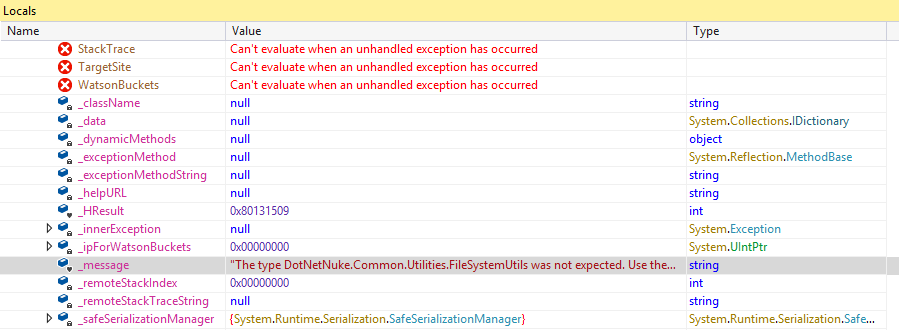 Locals
Name Value Type
StackTrace Can't evaluate when an unhandled exception has occurred
TargetSite Can't evaluate when an unhandled exception has occurred
WatsonBuckets Can't evaluate when an unhandled exception has occurred
_className null string
_data null System.Collections.IDictionary
_dynamicMethods null object
_exceptionMethod null System.Reflection.MethodBase
_exceptionMethodString null string
_helpURL null string
_HResult 0x80131509 int
_innerException null System.Exception
_ipForWatsonBuckets 0x00000000 System.UIntPtr
_message "The type DotNetNuke.Common.Utilities.FileSystemUtils was not expected. Use the... string
_remoteStackIndex 0x00000000 int
_remoteStackTraceString null string
_safeSerializationManager {System.Runtime.Serialization.SafeSerializationManager} System.Runtime.Serialization.Safe...